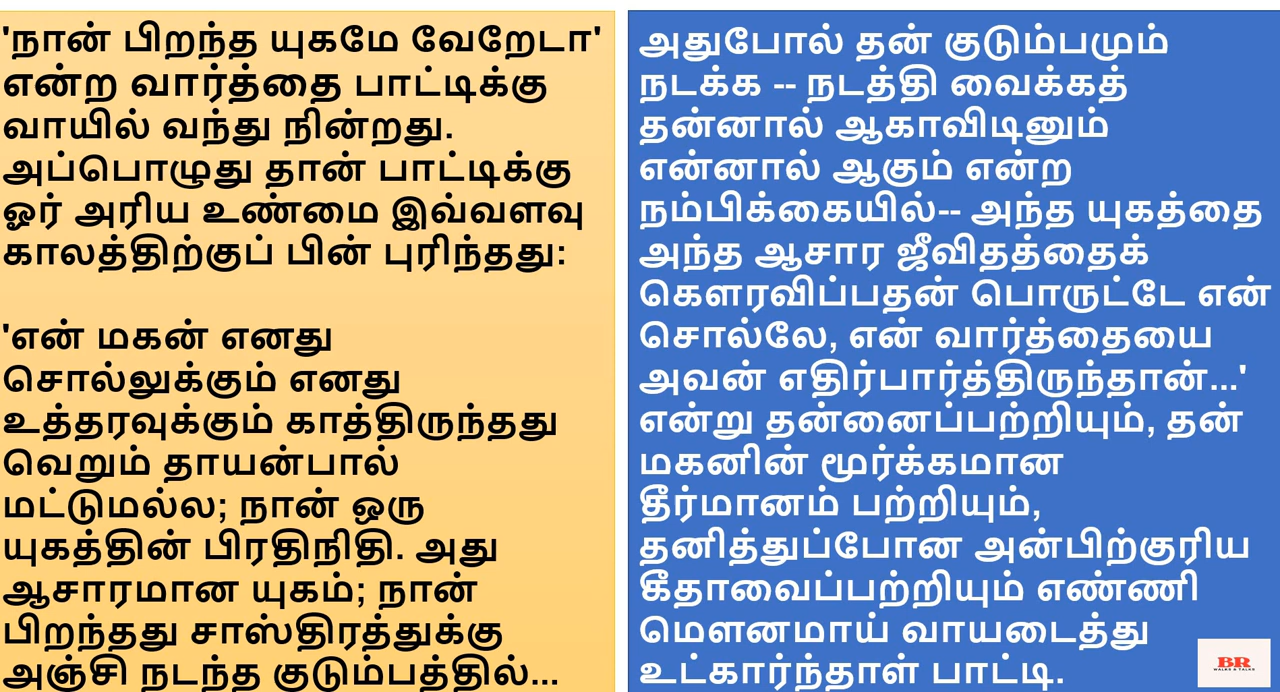 'நான் பிறந்த யுகமே வேறேடா'
என்ற வார்த்தை பாட்டிக்கு
வாயில் வந்து நின்றது.
அப்பொழுது தான் பாட்டிக்கு
ஓர் அரிய உண்மை இவ்வளவு
காலத்திற்குப் பின் புரிந்தது:
'என் மகன் எனது
சொல்லுக்கும் எனது
உத்தரவுக்கும் காத்திருந்தது
வெறும் தாயன்பால்
மட்டுமல்ல; நான் ஒரு
யுகத்தின் பிரதிநிதி. அது
ஆசாரமான யுகம்; நான்
பிறந்தது சாஸ்திரத்துக்கு
அஞ்சி நடந்த குடும்பத்தில்...
அதுபோல் தன் குடும்பமும்
நடக்க -- நடத்தி வைக்கத்
தன்னால் ஆகாவிடினும்
என்னால் ஆகும் என்ற
நம்பிக்கையில்-- அந்த யுகத்தை
அந்த ஆசார ஜீவிதத்தைக்
கௌரவிப்பதன் பொருட்டே என்
சொல்லே, என் வார்த்தையை
அவன் எதிர்பார்த்திருந்தான்...'
என்று தன்னைப்பற்றியும், தன்
மகனின் மூர்க்கமான
தீர்மானம் பற்றியும்,
தனித்துப்போன அன்பிற்குரிய
கீதாவைப்பற்றியும் எண்ணி
மௌனமாய் வாயடைத்து
உட்கார்ந்தாள் பாட்டி.
BR
WALKS & TALKS